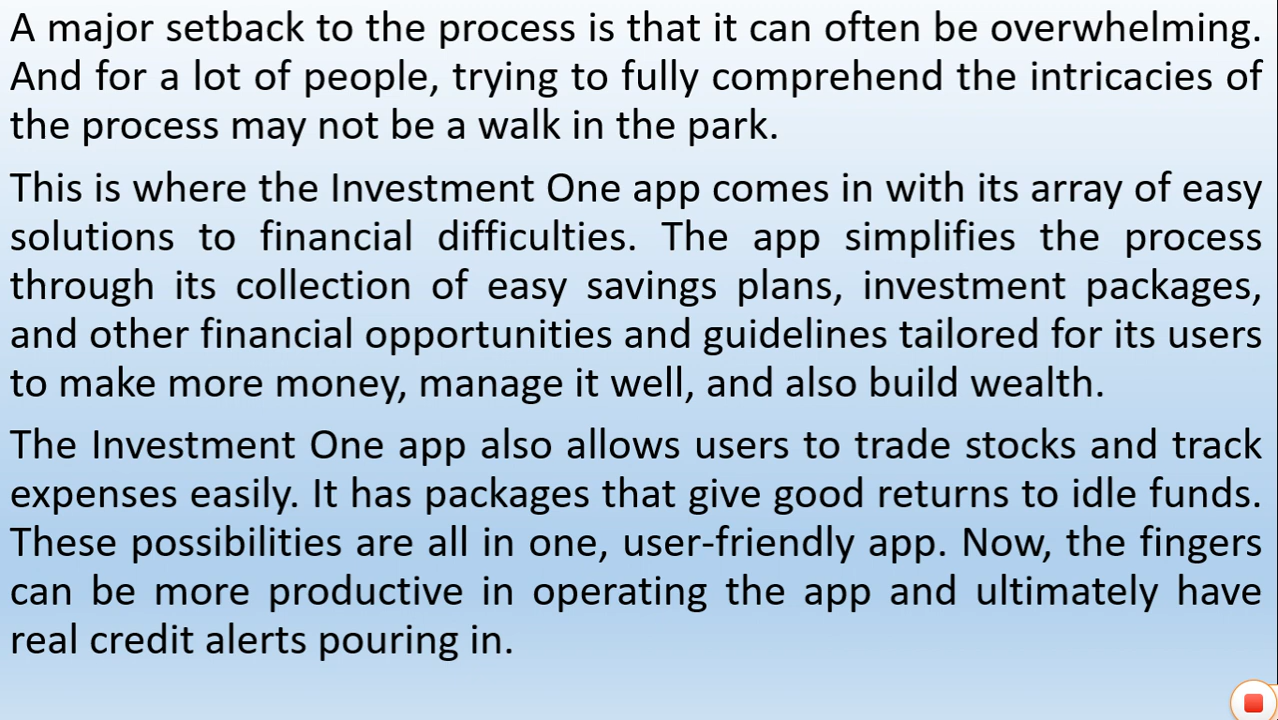 A major setback to the process is that it can often be overwhelming.
And for a lot of people, trying to fully comprehend the intricacies of
the process may not be a walk in the park.
This is where the Investment One app comes in with its array of easy
solutions to financial difficulties. The app simplifies the process
through its collection of easy savings plans, investment packages,
and other financial opportunities and guidelines tailored for its users
to make more money, manage it well, and also build wealth.
The Investment One app also allows users to trade stocks and track
expenses easily. It has packages that give good returns to idle funds.
These possibilities are all in one, user-friendly app. Now, the fingers
can be more productive in operating the app and ultimately have
real credit alerts pouring in.